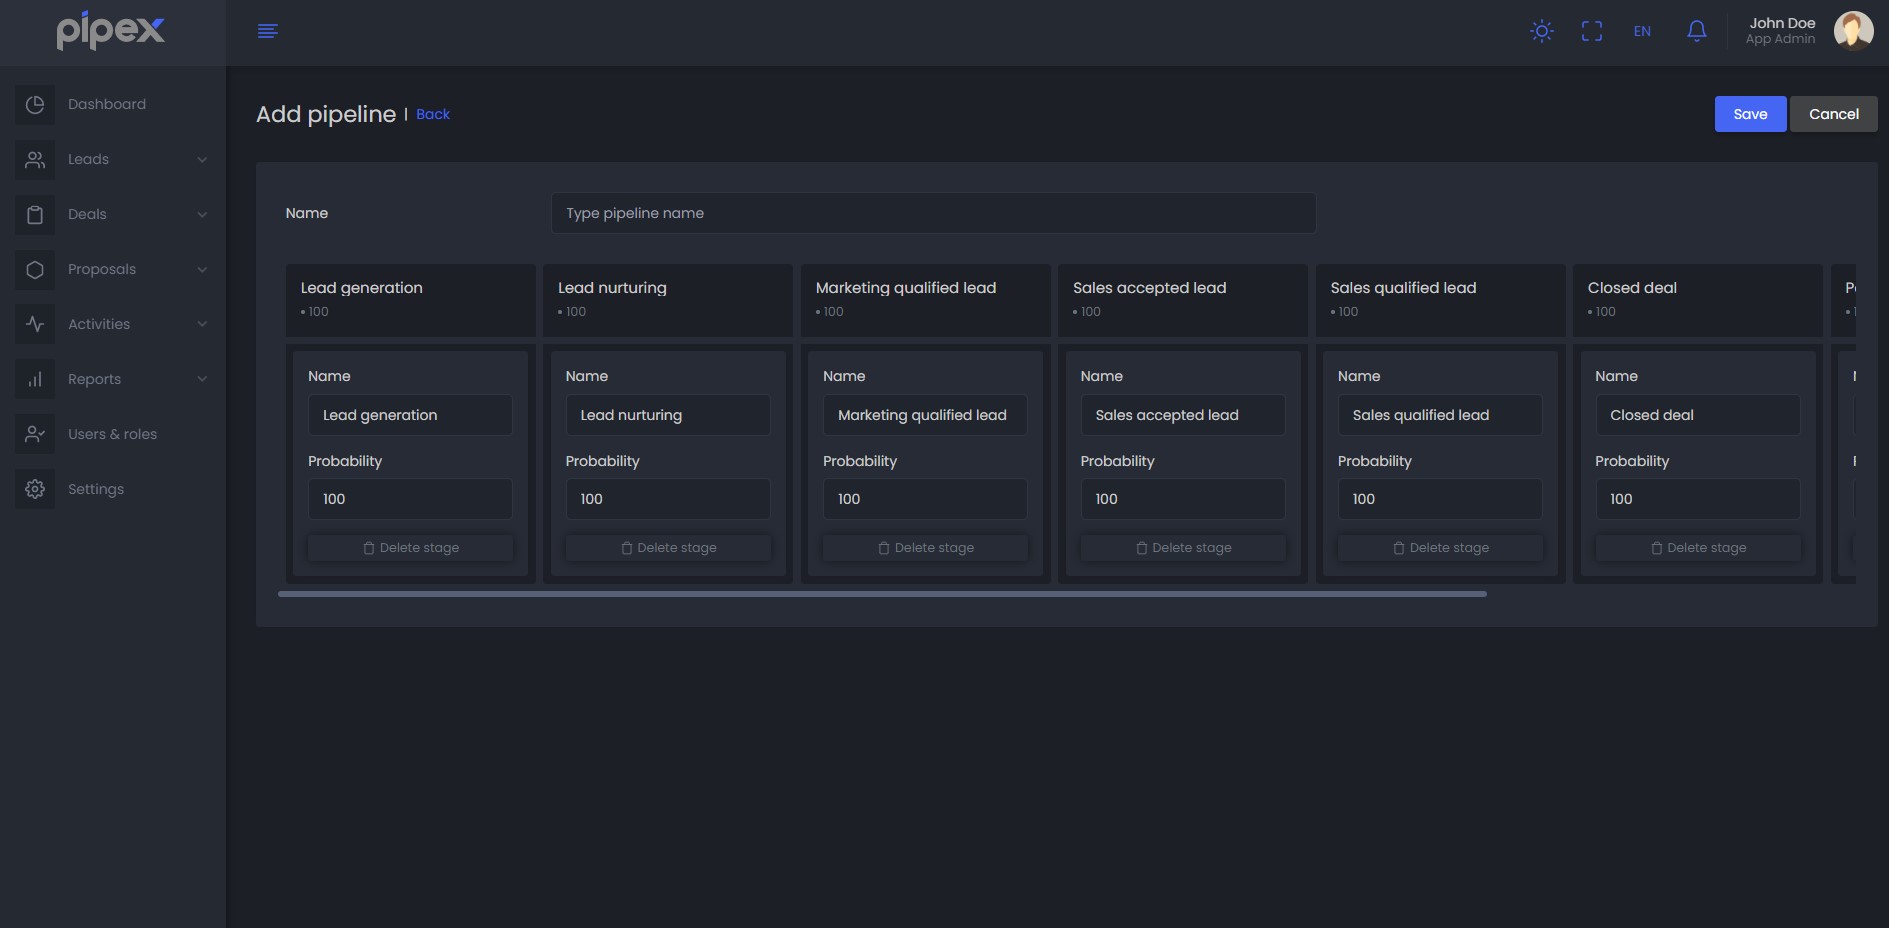 pipex
EN
John Doe
App Admin
Dashboard
Leads
Deals
Proposals
Activities
Reports
Users & roles
Settings
Add pipeline | Back
Save
Cancel
Name
Type pipeline name
Lead generation
• 100
Name
Lead generation
Probability
100
Delete stage
Lead nurturing
• 100
Name
Lead nurturing
Probability
100
Delete stage
Marketing qualified lead
• 100
Name
Marketing qualified lead
Probability
100
Delete stage
Sales accepted lead
• 100
Name
Sales accepted lead
Probability
100
Delete stage
Sales qualified lead
• 100
Name
Sales qualified lead
Probability
100
Delete stage
Closed deal
• 100
Name
Closed deal
Probability
100
Delete stage